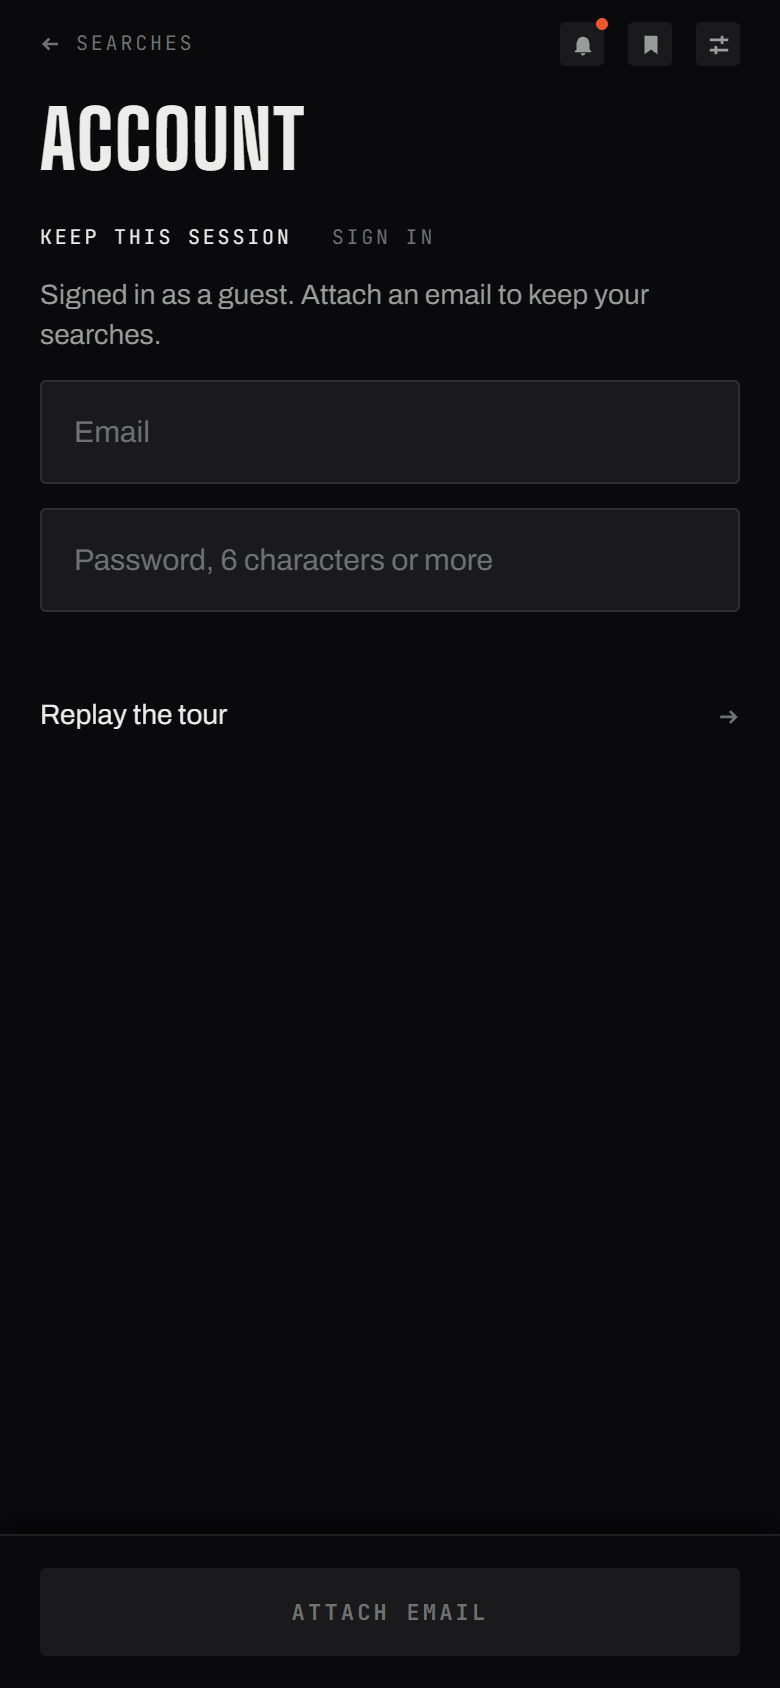 SEARCHES
ACCOUNT
KEEP THIS SESSION SIGN IN
Signed in as a guest. Attach an email to keep your
searches.
Email
Password, 6 characters or more
Replay the tour
ATTACH EMAIL